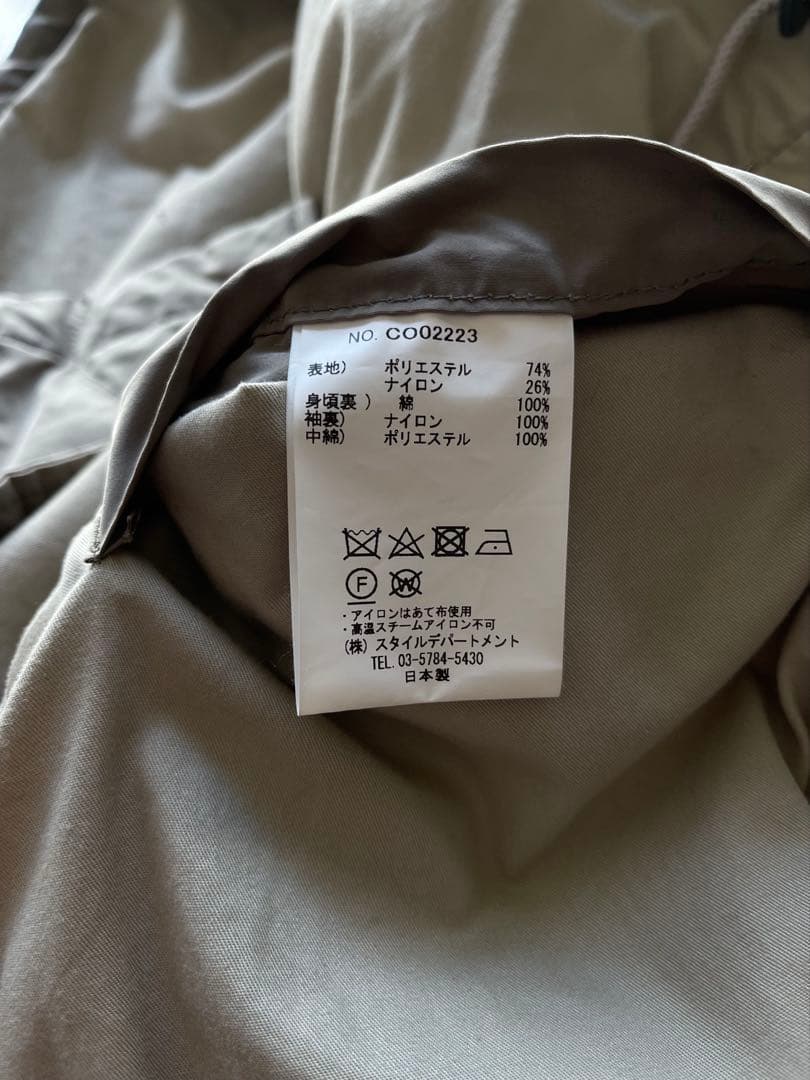 NO. CO02223
表地) ポリエステル 74%
ナイロン 26%
身頃裏) 綿 100%
袖裏) ナイロン 100%
中綿) ポリエステル 100%
F W
・アイロンはあて布使用
・高温スチームアイロン不可
(株) スタイルデパートメント
TEL. 03-5784-5430
日本製